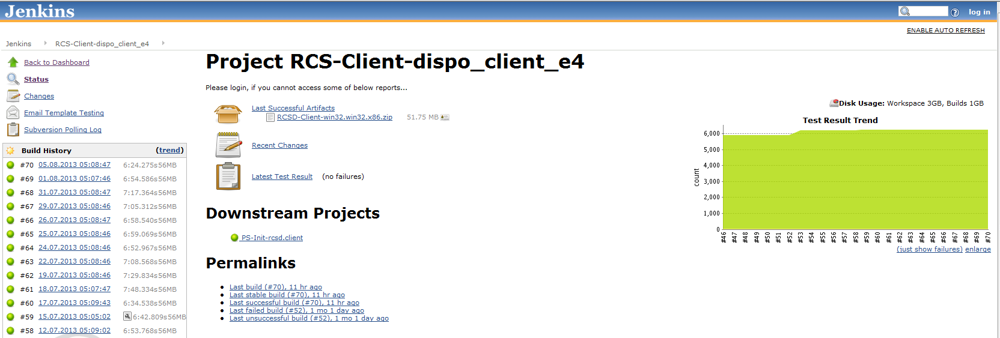 Jenkins
log in
ENABLE AUTO REFRESH
Jenkins RCS-Client-dispo_client_e4
Back to Dashboard
Status
Changes
Email Template Testing
Subversion Polling Log
Build History (trend)
#70 05.08.2013 05:08:47 6:24.275s56MB
#69 01.08.2013 05:07:46 6:54.586s56MB
#68 31.07.2013 05:08:47 7:17.364s56MB
#67 29.07.2013 05:08:46 7:05.312s56MB
#66 26.07.2013 05:08:47 6:58.540s56MB
#65 25.07.2013 05:08:46 6:59.069s56MB
#64 24.07.2013 05:08:46 6:52.967s56MB
#63 22.07.2013 05:08:46 7:08.568s56MB
#62 19.07.2013 05:08:46 7:29.834s56MB
#61 18.07.2013 05:07:47 7:48.334s56MB
#60 17.07.2013 05:09:43 6:34.538s56MB
#59 15.07.2013 05:05:02 6:42.809s56MB
#58 12.07.2013 05:09:02 6:53.768s56MB
Project RCS-Client-dispo_client_e4
Please login, if you cannot access some of below reports...
Last Successful Artifacts
RCSD-Client-win32.win32.x86.zip 51.75 MB
Recent Changes
Latest Test Result (no failures)
Downstream Projects
PS-Init-rcsd.client
Permalinks
Last build (#70), 11 hr ago
Last stable build (#70), 11 hr ago
Last successful build (#70), 11 hr ago
Last failed build (#52), 1 mo 1 day ago
Last unsuccessful build (#52), 1 mo 1 day ago
Disk Usage: Workspace 3GB, Builds 1GB
Test Result Trend
count
6,000
5,000
4,000
3,000
2,000
1,000
0
#46 #47 #48 #49 #50 #51 #52 #53 #54 #55 #56 #57 #58 #59 #60 #61 #62 #63 #64 #65 #66 #67 #68 #69 #70
(just show failures) enlarge